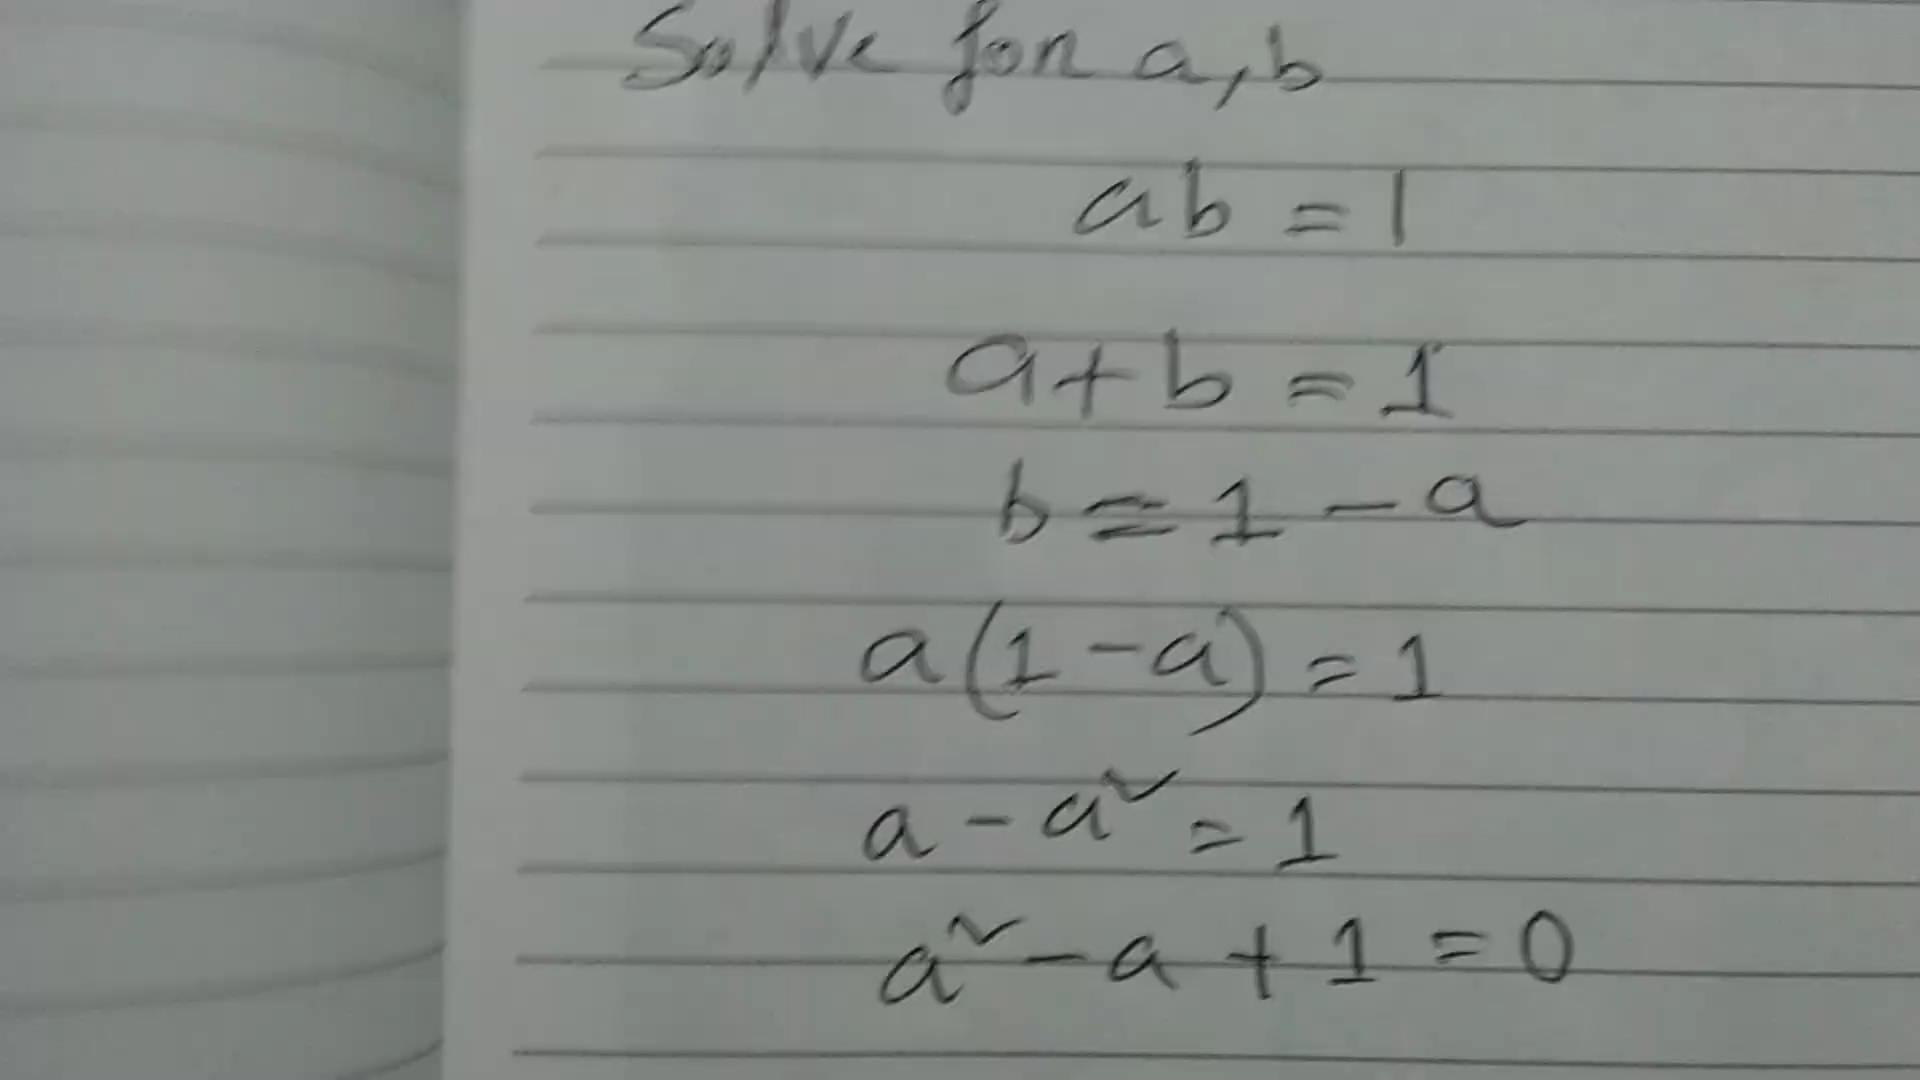 Solve for a, b
ab = 1
a + b = 1
b = 1 - a
a(1 - a) = 1
a - a² = 1
a² - a + 1 = 0